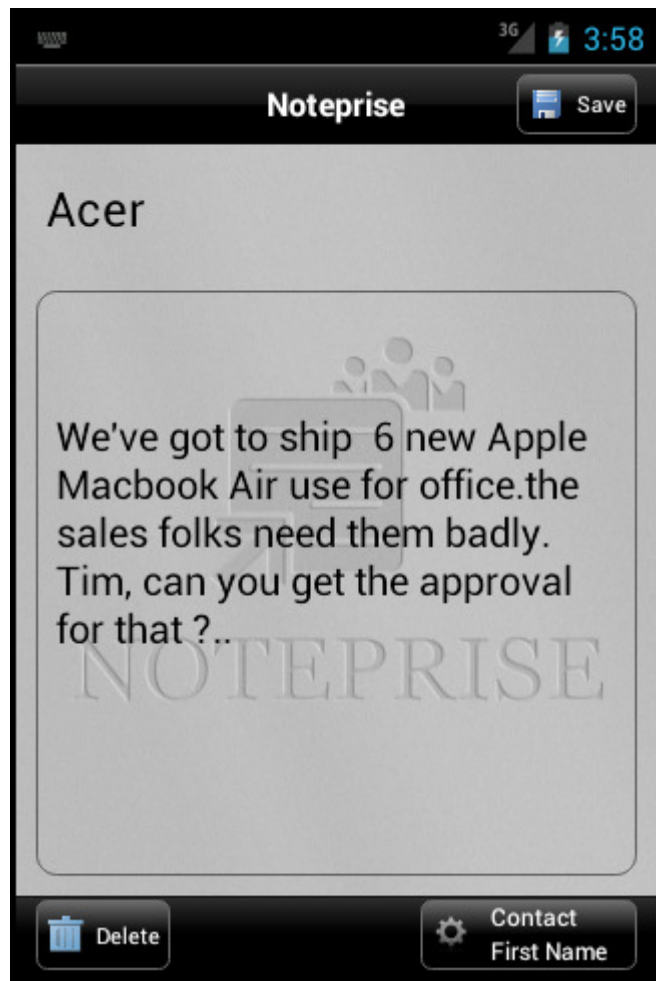 3G 3:58
Noteprise Save
Acer
We've got to ship  6 new Apple
Macbook Air use for office.the
sales folks need them badly.
Tim, can you get the approval
for that ?..
NOTEPRISE
Delete
Contact
First Name